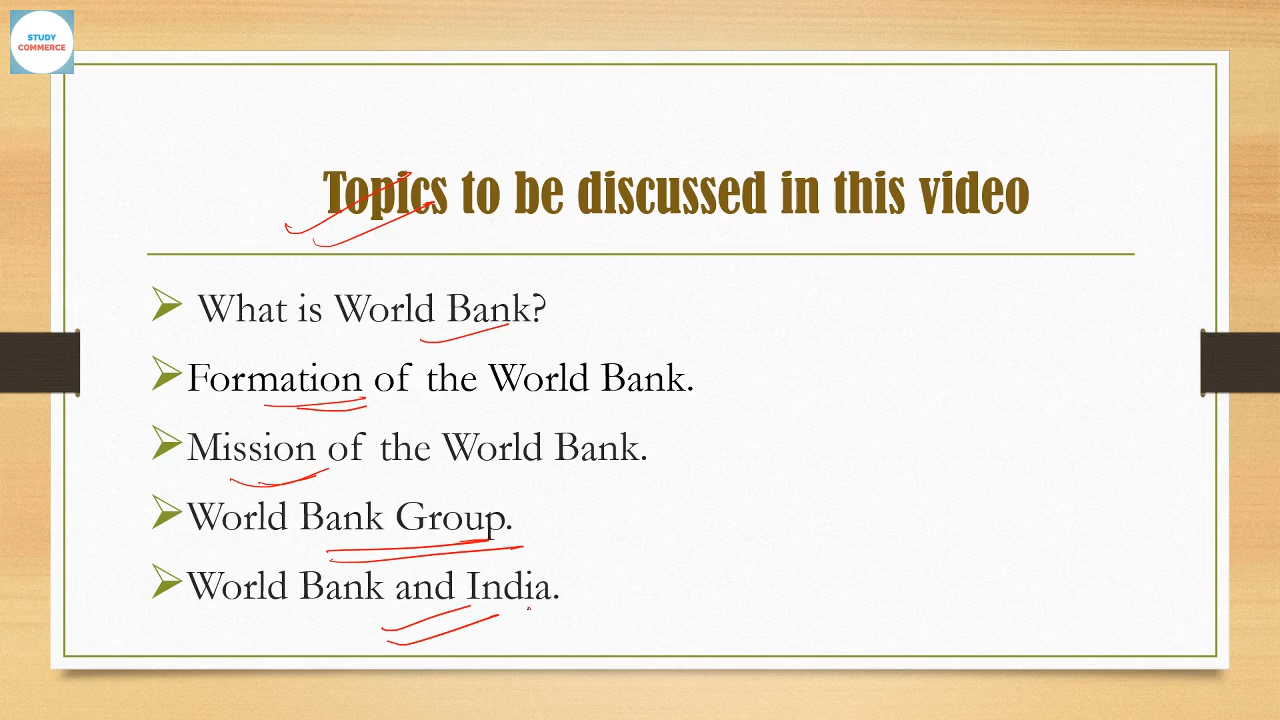 STUDY
COMMERCE
Topics to be discussed in this video
What is World Bank?
Formation of the World Bank.
Mission of the World Bank.
World Bank Group.
World Bank and India.